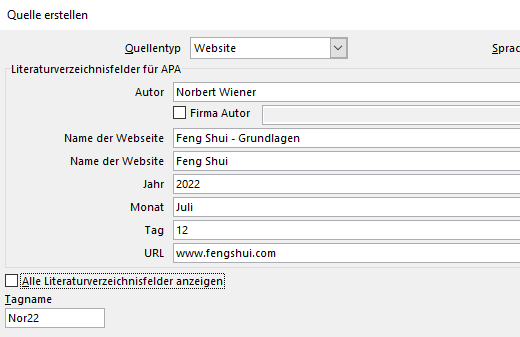 Quelle erstellen
Quellentyp Website Sprac
Literaturverzeichnisfelder für APA
Autor Norbert Wiener
Firma Autor
Name der Webseite Feng Shui - Grundlagen
Name der Website Feng Shui
Jahr 2022
Monat Juli
Tag 12
URL www.fengshui.com
Alle Literaturverzeichnisfelder anzeigen
Tagname
Nor22